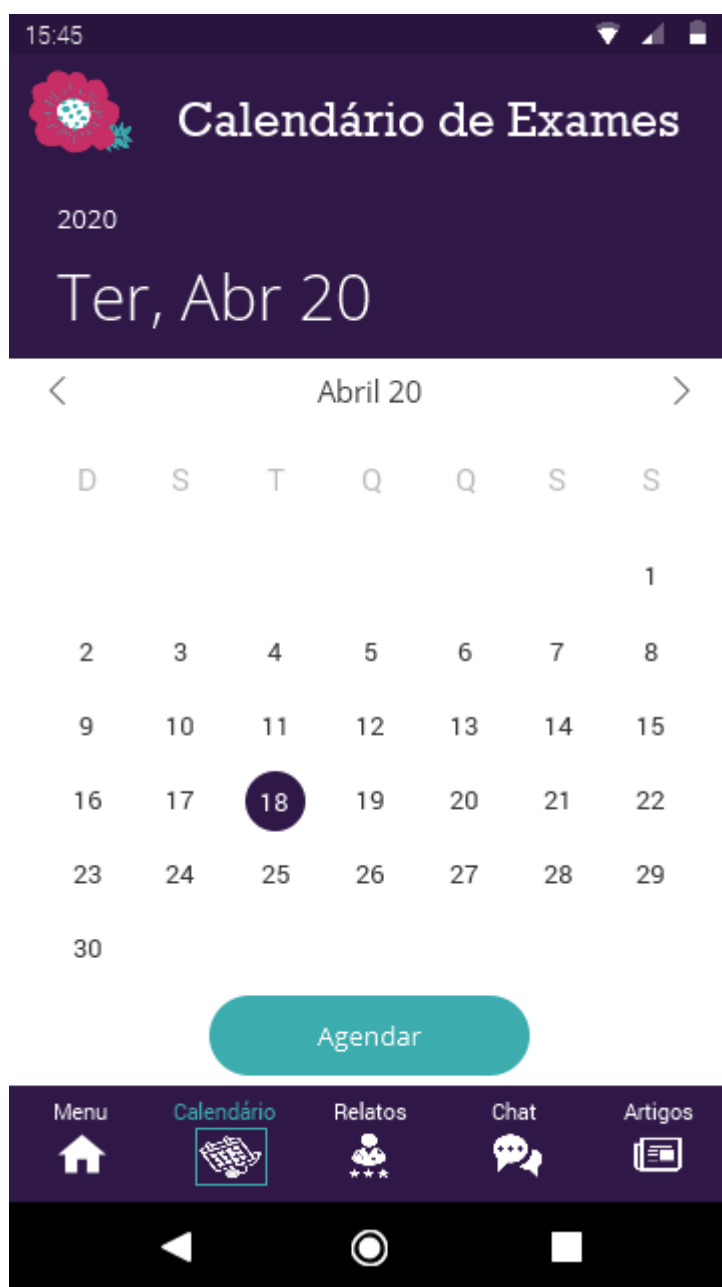 15:45
Calendário de Exames
2020
Ter, Abr 20
Abril 20
D S T Q Q S S
1
2 3 4 5 6 7 8
9 10 11 12 13 14 15
16 17 18 19 20 21 22
23 24 25 26 27 28 29
30
Agendar
Menu Calendário Relatos Chat Artigos